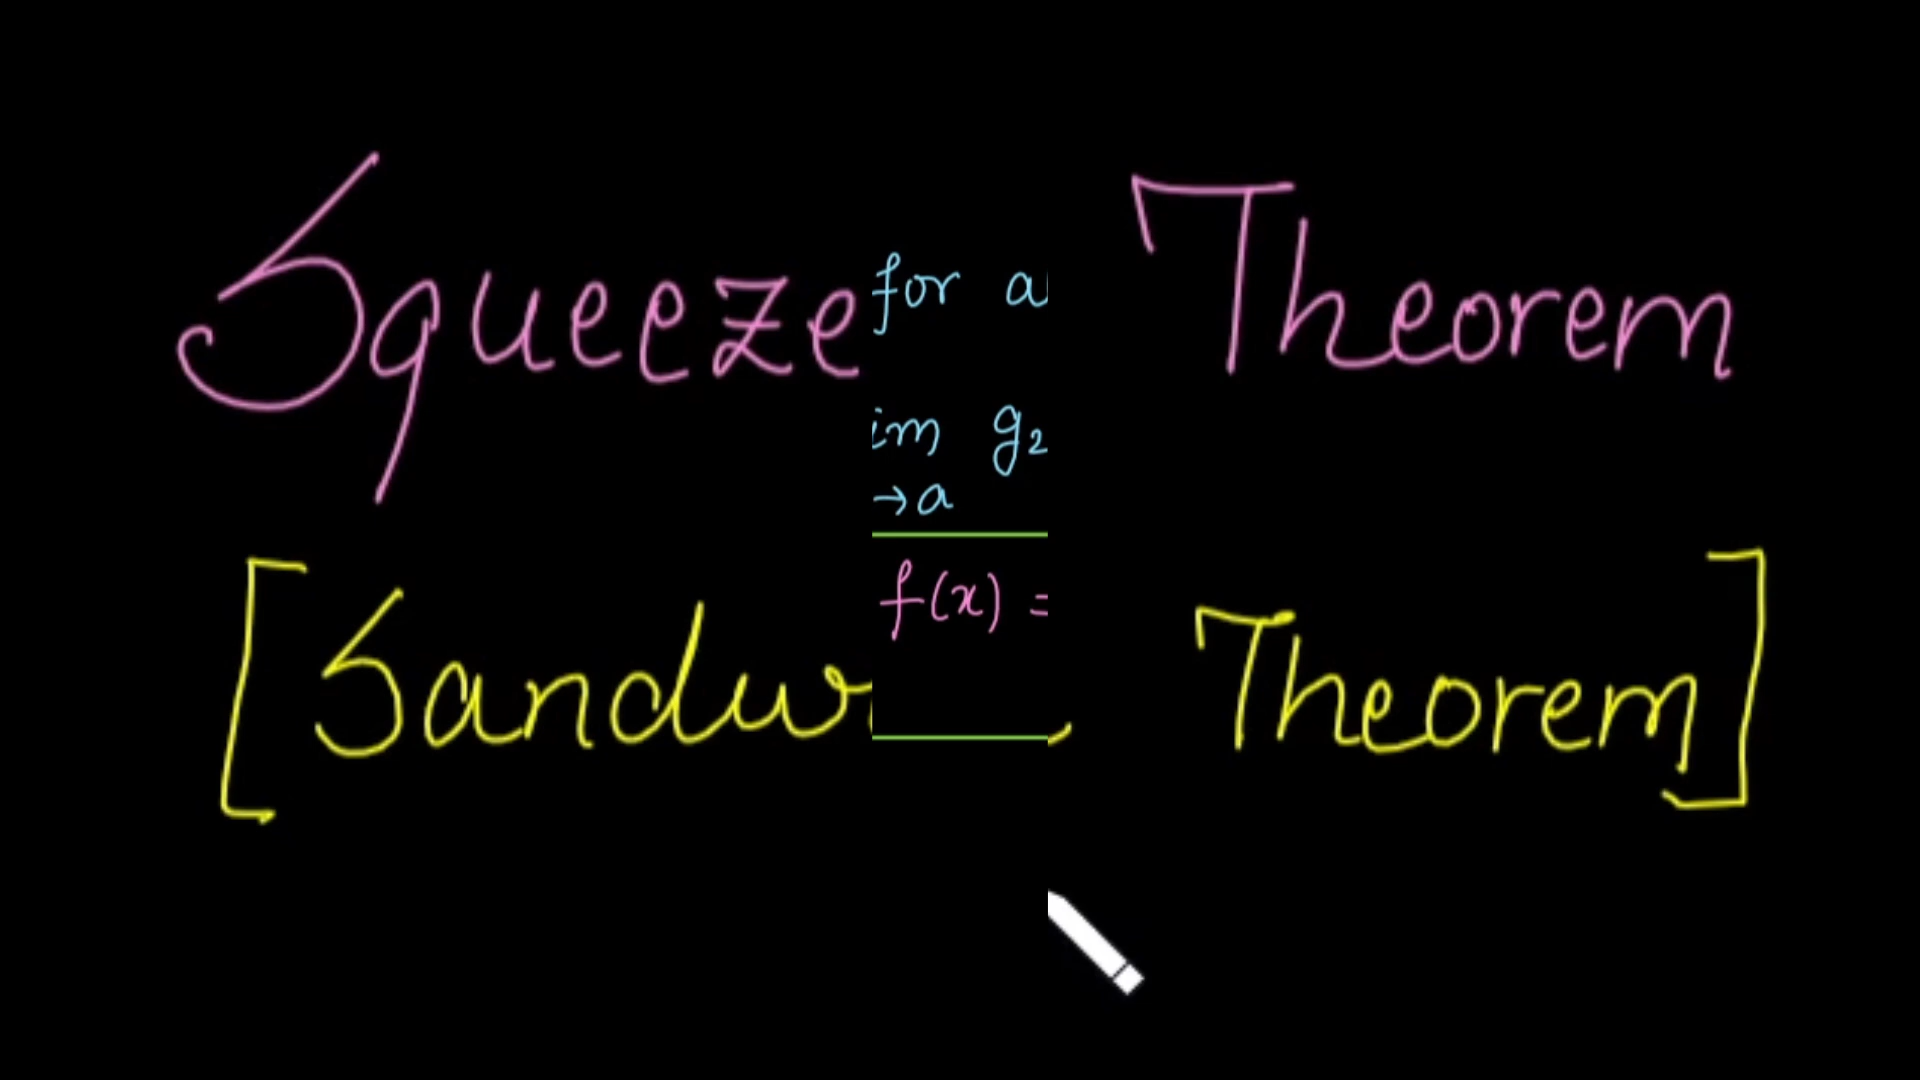 Squeeze Theorem
for a
im g2
→a
f(x) =
[Sandw Theorem]